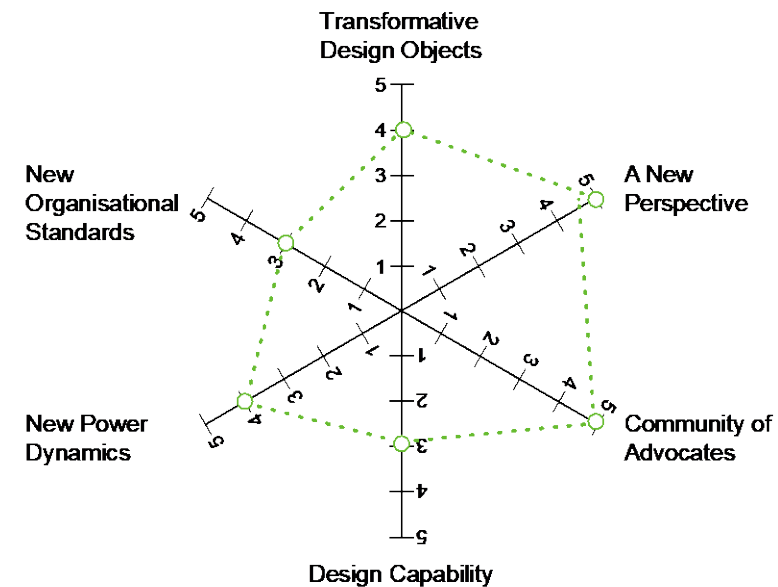 Transformative
Design Objects
5
4
3
2
1
A New
Perspective
5
4
3
2
1
Community of
Advocates
1
2
3
4
5
Design Capability
1
2
3
4
5
New Power
Dynamics
1
2
3
4
5
New
Organisational
Standards
5
4
3
2
1